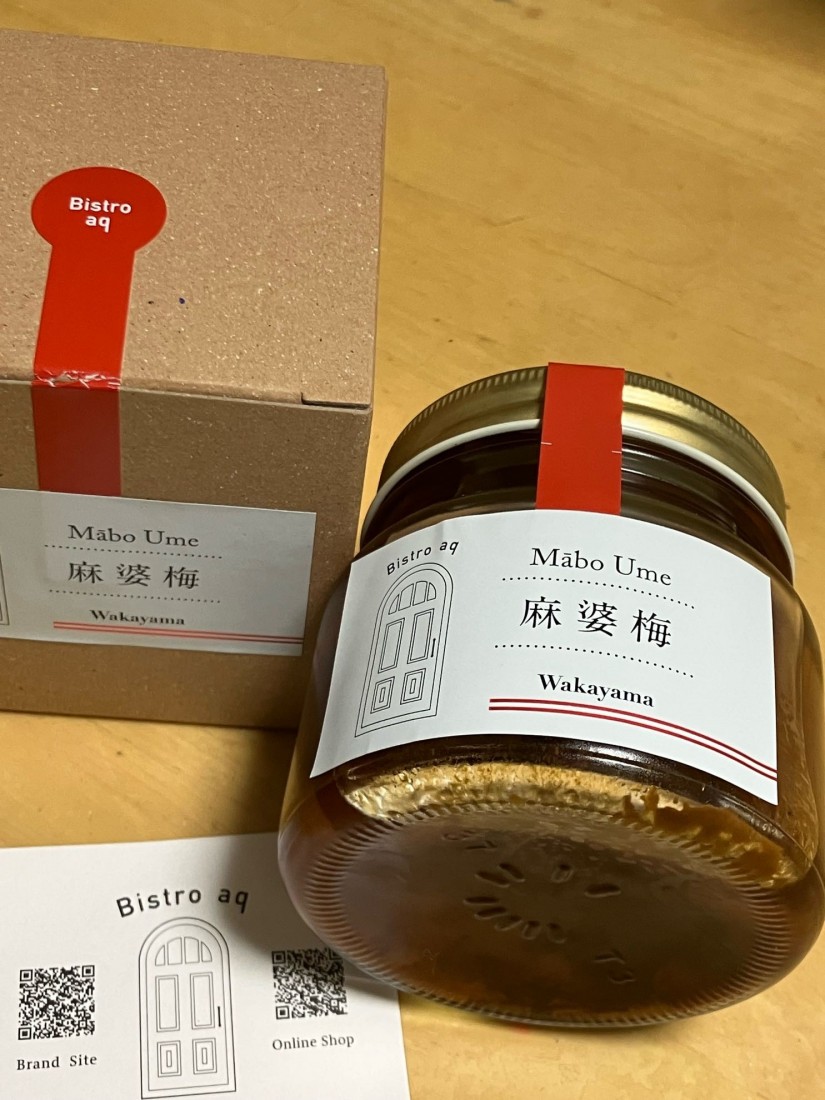 Bistro
aq
Mābo Ume
麻婆梅
Wakayama
Bistro aq
Mābo Ume
麻婆梅
Wakayama
Bistro aq
Brand Site
Online Shop